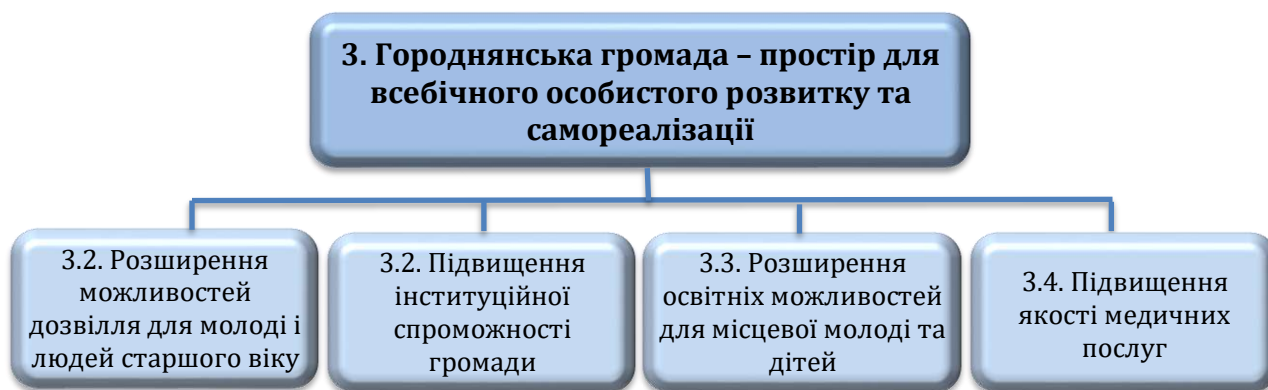 3. Городнянська громада – простір для
всебічного особистого розвитку та
самореалізації
3.2. Розширення
можливостей
дозвілля для молоді і
людей старшого віку
3.2. Підвищення
інституційної
спроможності
громади
3.3. Розширення
освітніх можливостей
для місцевої молоді та
дітей
3.4. Підвищення
якості медичних
послуг